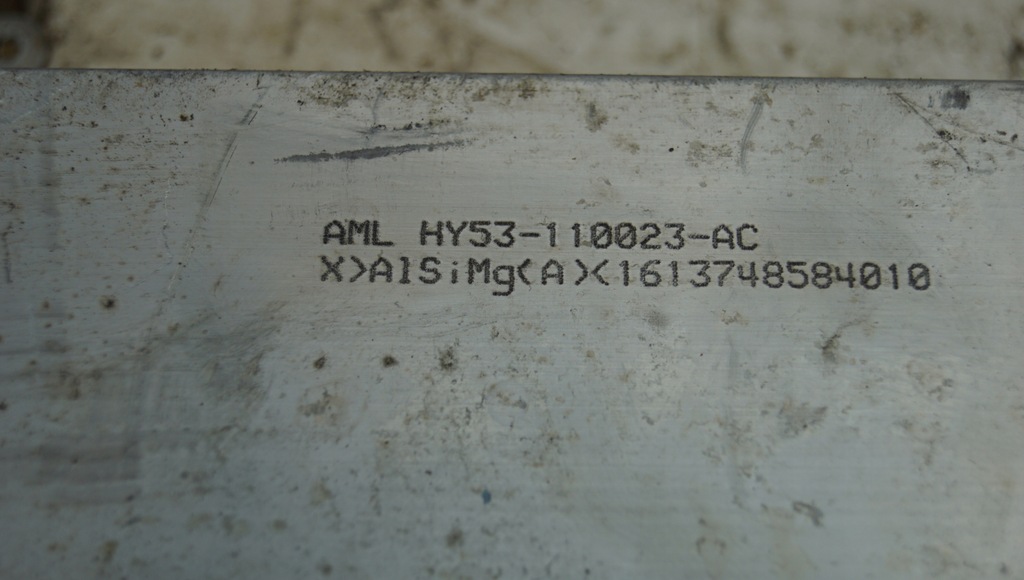 AML HY53-110023-AC
X>AlSiMg(A)<1613748584010